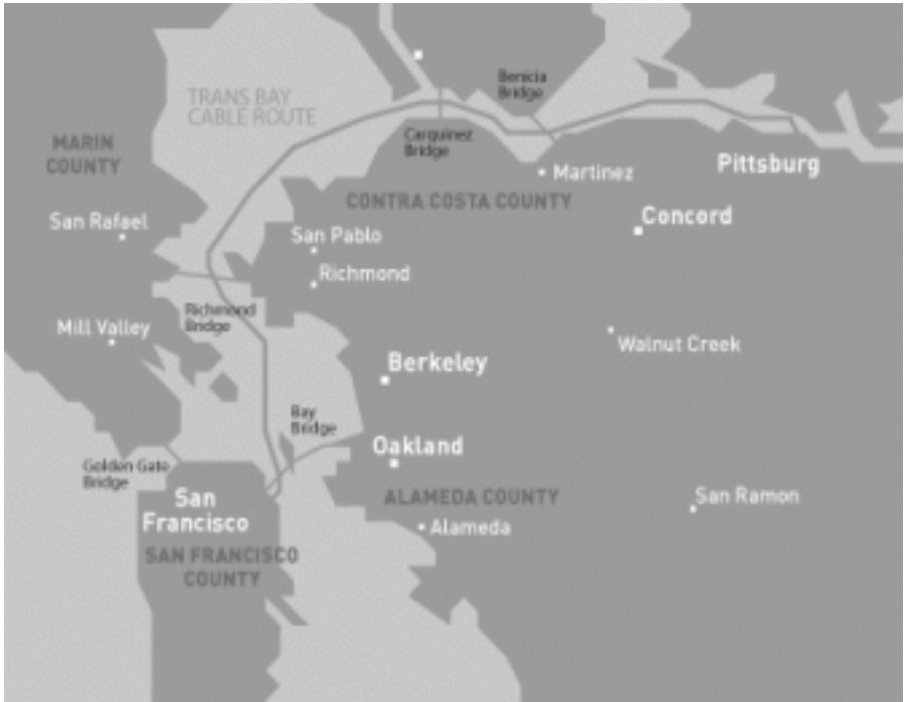 Benicia
Bridge
TRANS BAY
CABLE ROUTE
Carquinez
Bridge
MARIN
COUNTY
Pittsburg
Martinez
CONTRA COSTA COUNTY
Concord
San Rafael
San Pablo
Richmond
Richmond
Bridge
Mill Valley
Walnut Creek
Berkeley
Bay
Bridge
Oakland
Golden Gate
Bridge
San
Francisco
ALAMEDA COUNTY
San Ramon
Alameda
SAN FRANCISCO
COUNTY